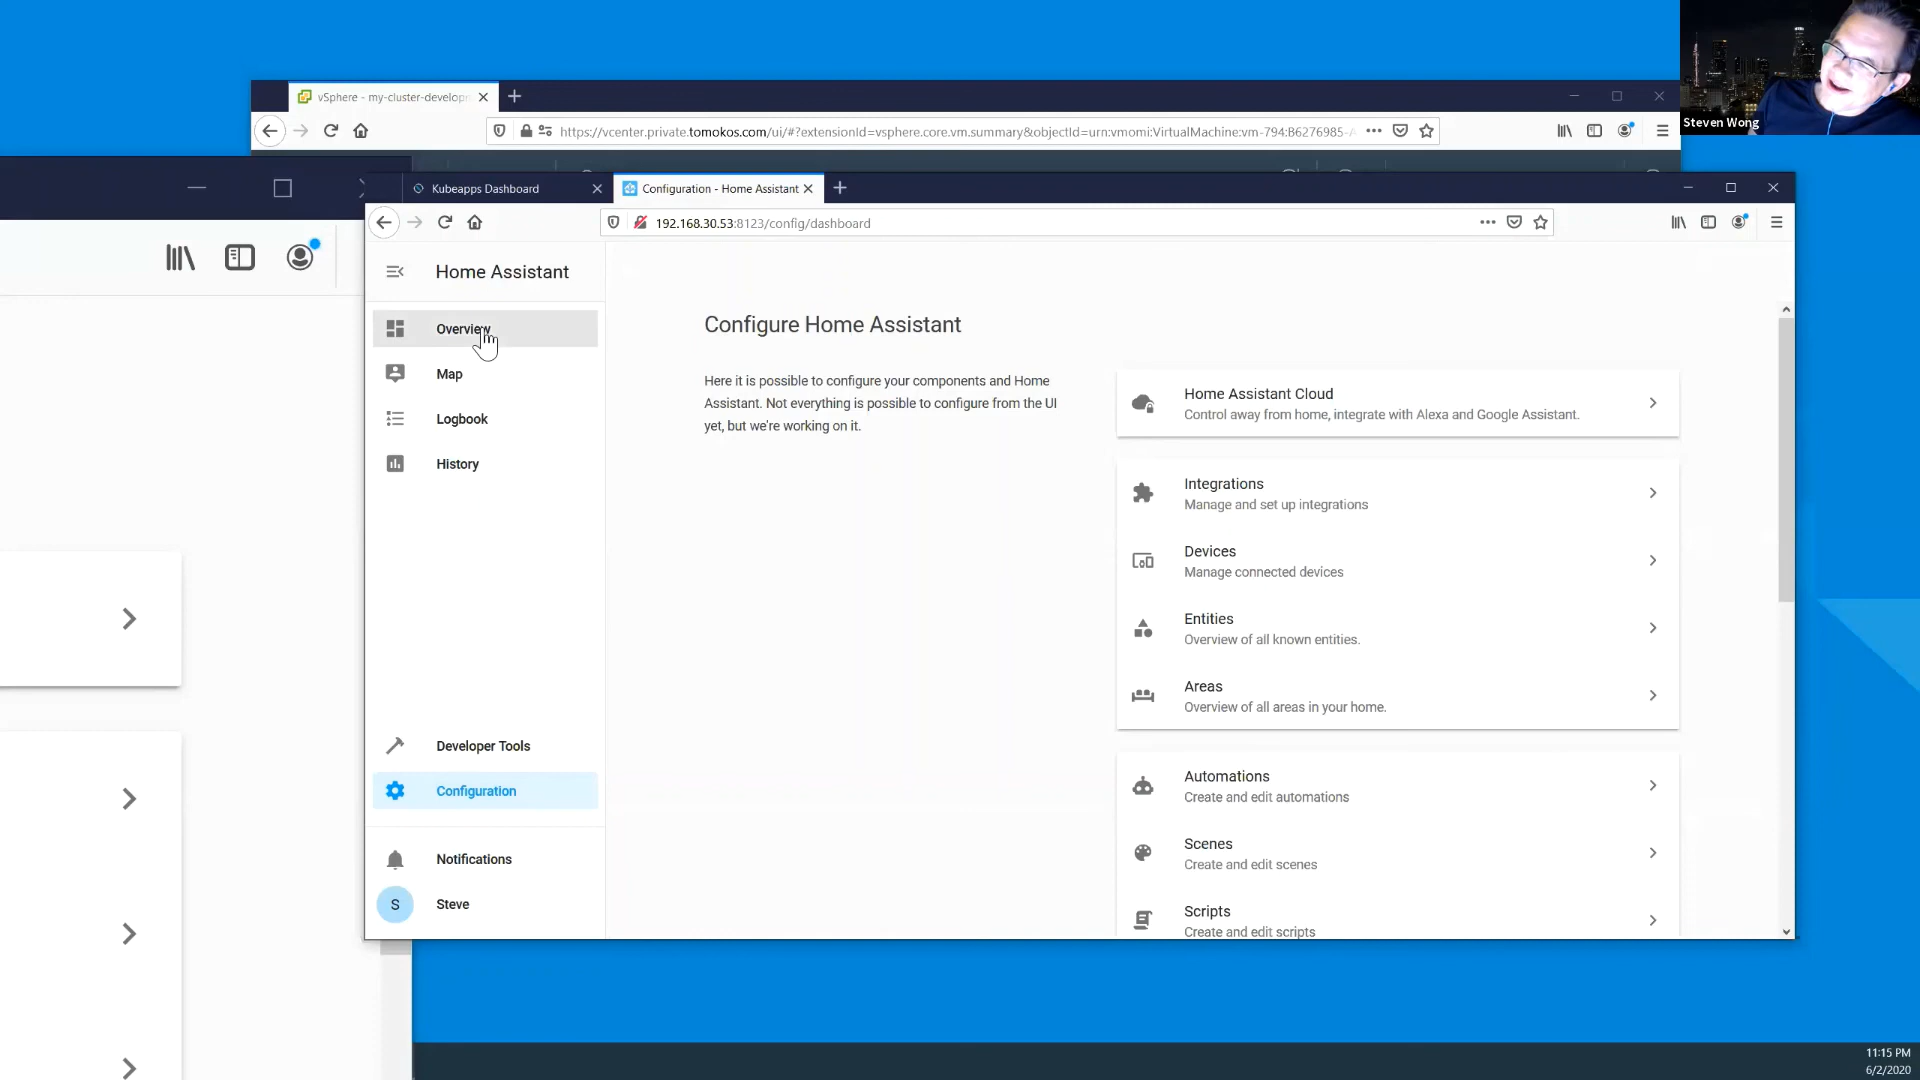 Steven Wong
vSphere - my-cluster-develop
https://vcenter.private.tomokos.com/ui/#?extensionId=vsphere.core.vm.summary&objectId=urn:vmomi:VirtualMachine:vm-794:B6276985-
Kubeapps Dashboard
Configuration - Home Assistant
192.168.30.53:8123/config/dashboard
Home Assistant
Overview
Map
Logbook
History
Developer Tools
Configuration
Notifications
S
Steve
Configure Home Assistant
Here it is possible to configure your components and Home
Assistant. Not everything is possible to configure from the UI
yet, but we're working on it.
Home Assistant Cloud
Control away from home, integrate with Alexa and Google Assistant.
Integrations
Manage and set up integrations
Devices
Manage connected devices
Entities
Overview of all known entities.
Areas
Overview of all areas in your home.
Automations
Create and edit automations
Scenes
Create and edit scenes
Scripts
Create and edit scripts
11:15 PM
6/2/2020